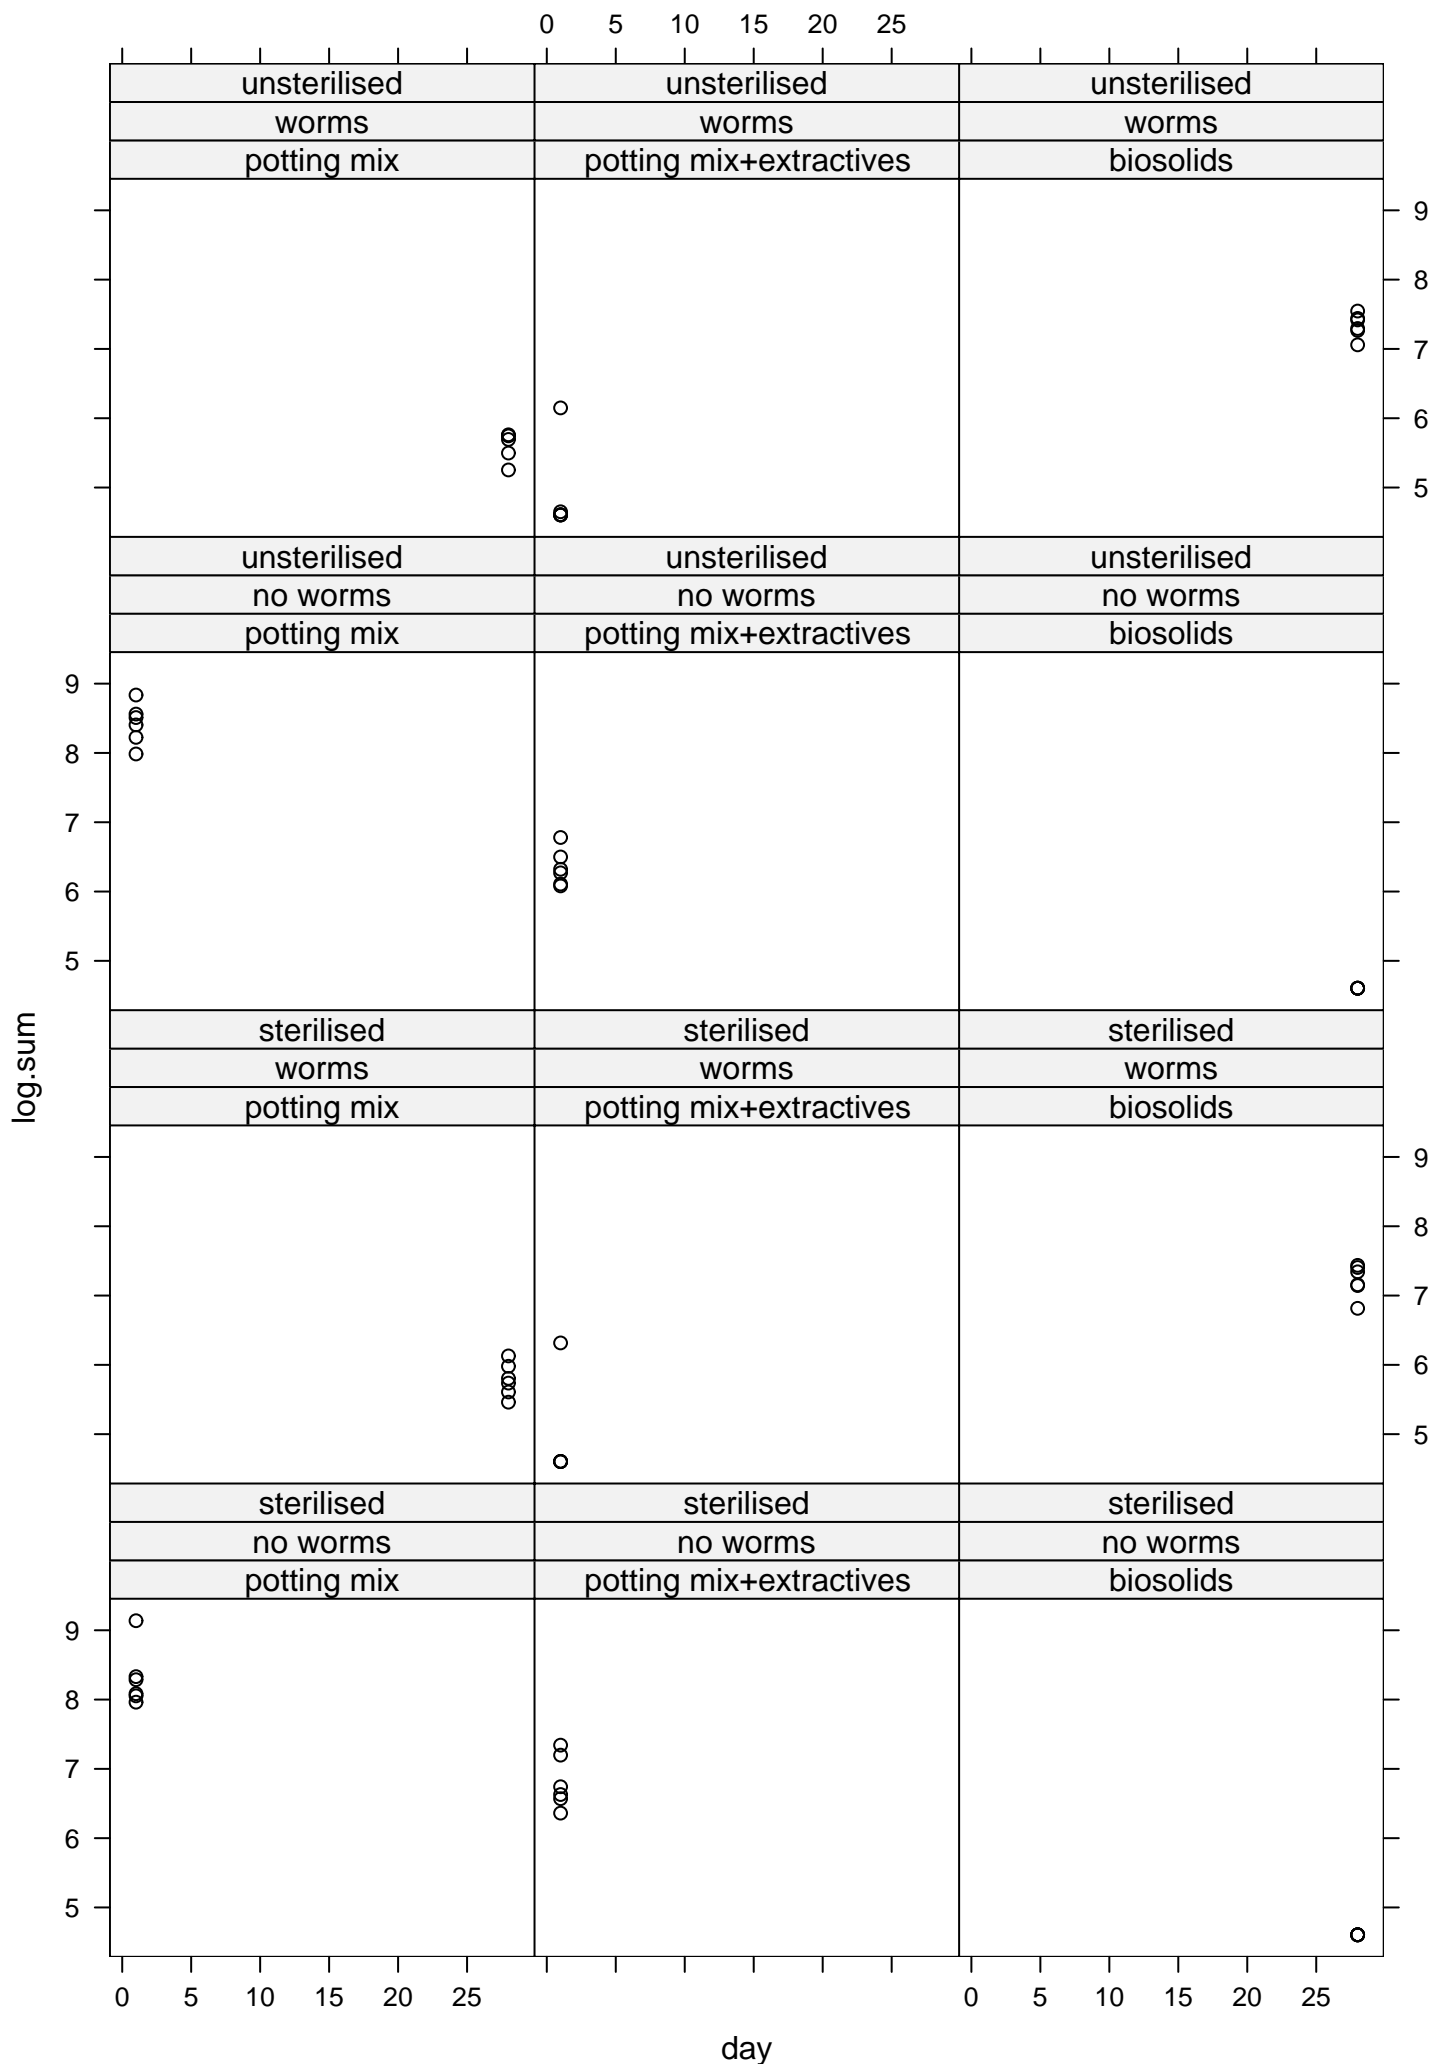 0 5 10 15 20 25
unsterilised unsterilised unsterilised
worms worms worms
potting mix potting mix+extractives biosolids
9
8
7
6
5
unsterilised unsterilised unsterilised
no worms no worms no worms
potting mix potting mix+extractives biosolids
9
8
7
6
5
log.sum
sterilised sterilised sterilised
worms worms worms
potting mix potting mix+extractives biosolids
9
8
7
6
5
sterilised sterilised sterilised
no worms no worms no worms
potting mix potting mix+extractives biosolids
9
8
7
6
5
0 5 10 15 20 25 0 5 10 15 20 25
day